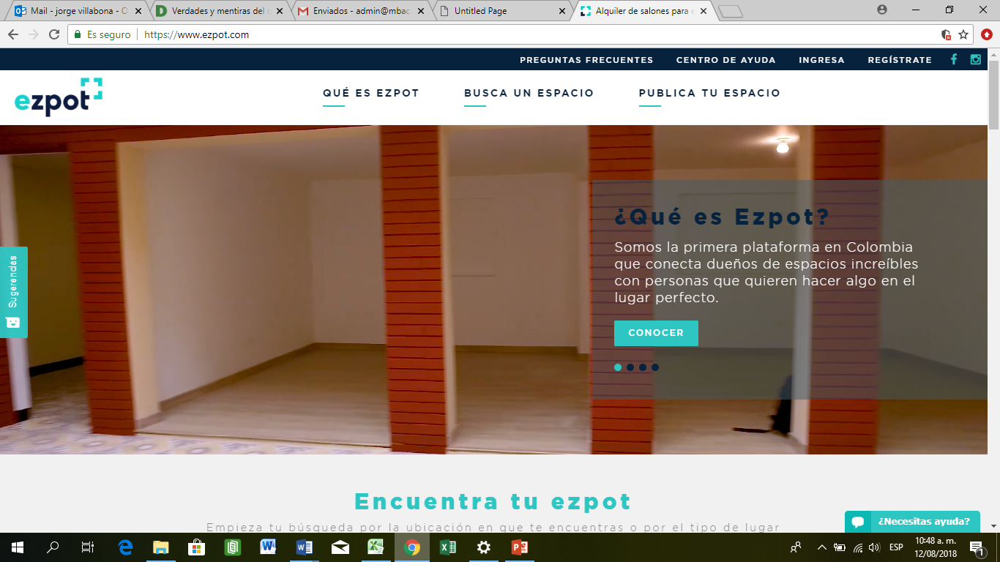 Mail - jorge villabona - O
Verdades y mentiras del c
Enviados - admin@mbac
Untitled Page
Alquiler de salones para e
Es seguro
https://www.ezpot.com
PREGUNTAS FRECUENTES
CENTRO DE AYUDA
INGRESA
REGÍSTRATE
ezpot
QUÉ ES EZPOT
BUSCA UN ESPACIO
PUBLICA TU ESPACIO
¿Qué es Ezpot?
Somos la primera plataforma en Colombia
que conecta dueños de espacios increíbles
con personas que quieren hacer algo en el
lugar perfecto.
CONOCER
Sugerencias
Encuentra tu ezpot
Empieza tu búsqueda por la ubicación en que te encuentras o por el tipo de lugar
¿Necesitas ayuda?
ESP
10:48 a. m.
12/08/2018
1